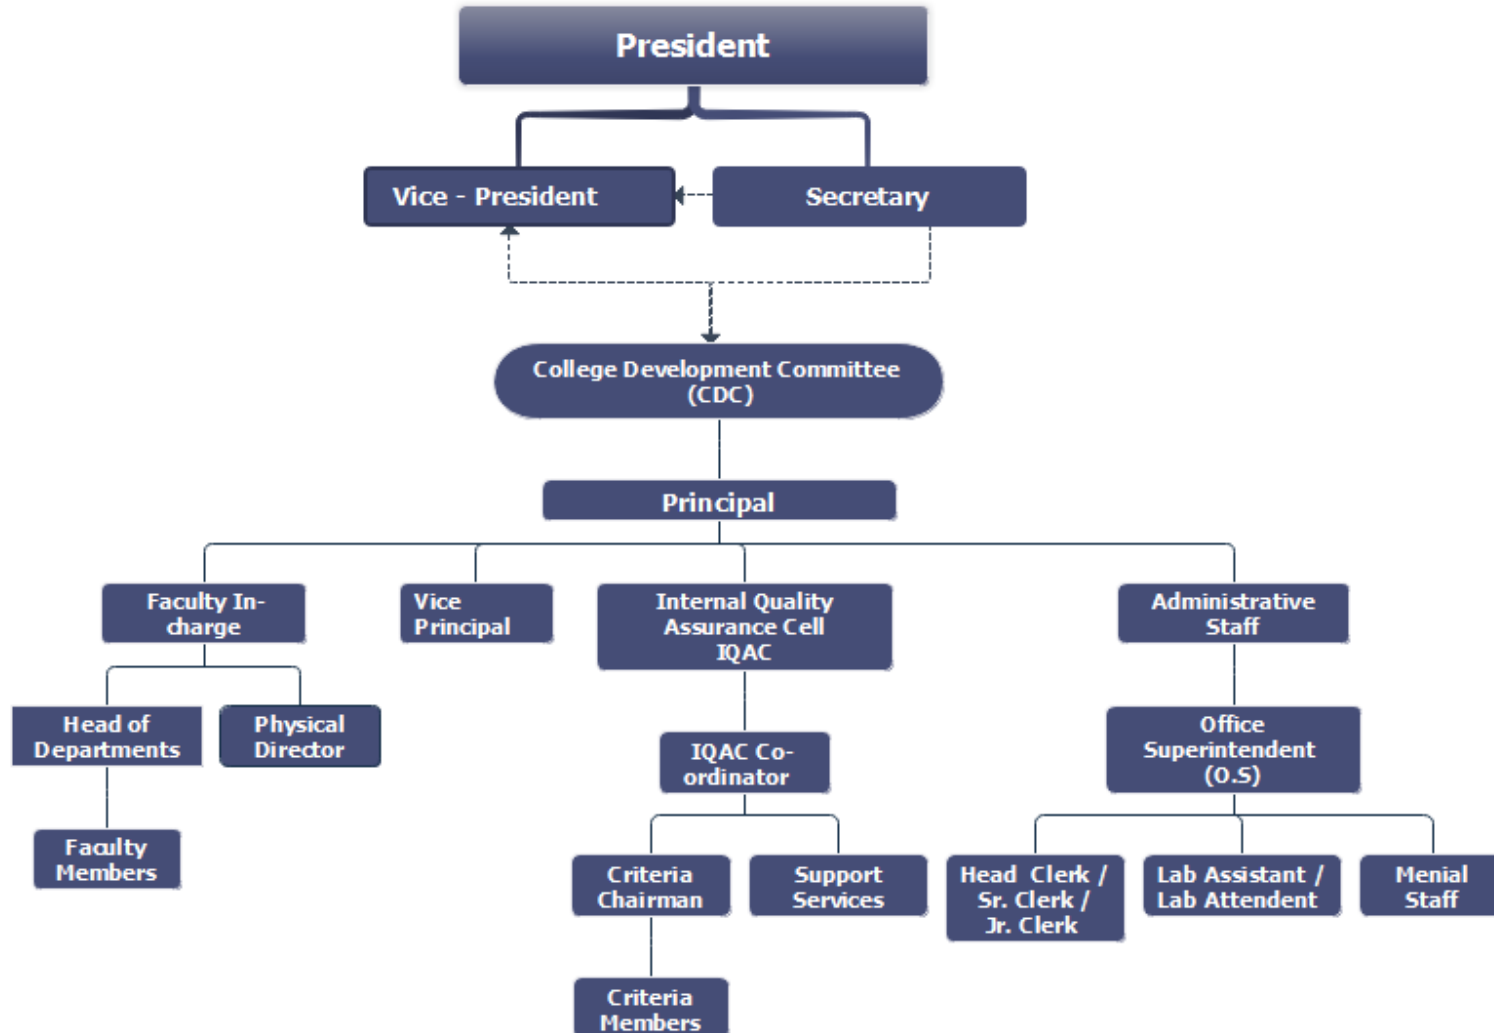 President
Vice - President
Secretary
College Development Committee
(CDC)
Principal
Faculty In-
charge
Vice
Principal
Internal Quality
Assurance Cell
IQAC
Administrative
Staff
Head of
Departments
Physical
Director
IQAC Co-
ordinator
Office
Superintendent
(O.S)
Faculty
Members
Criteria
Chairman
Support
Services
Head Clerk /
Sr. Clerk /
Jr. Clerk
Lab Assistant /
Lab Attendent
Menial
Staff
Criteria
Members